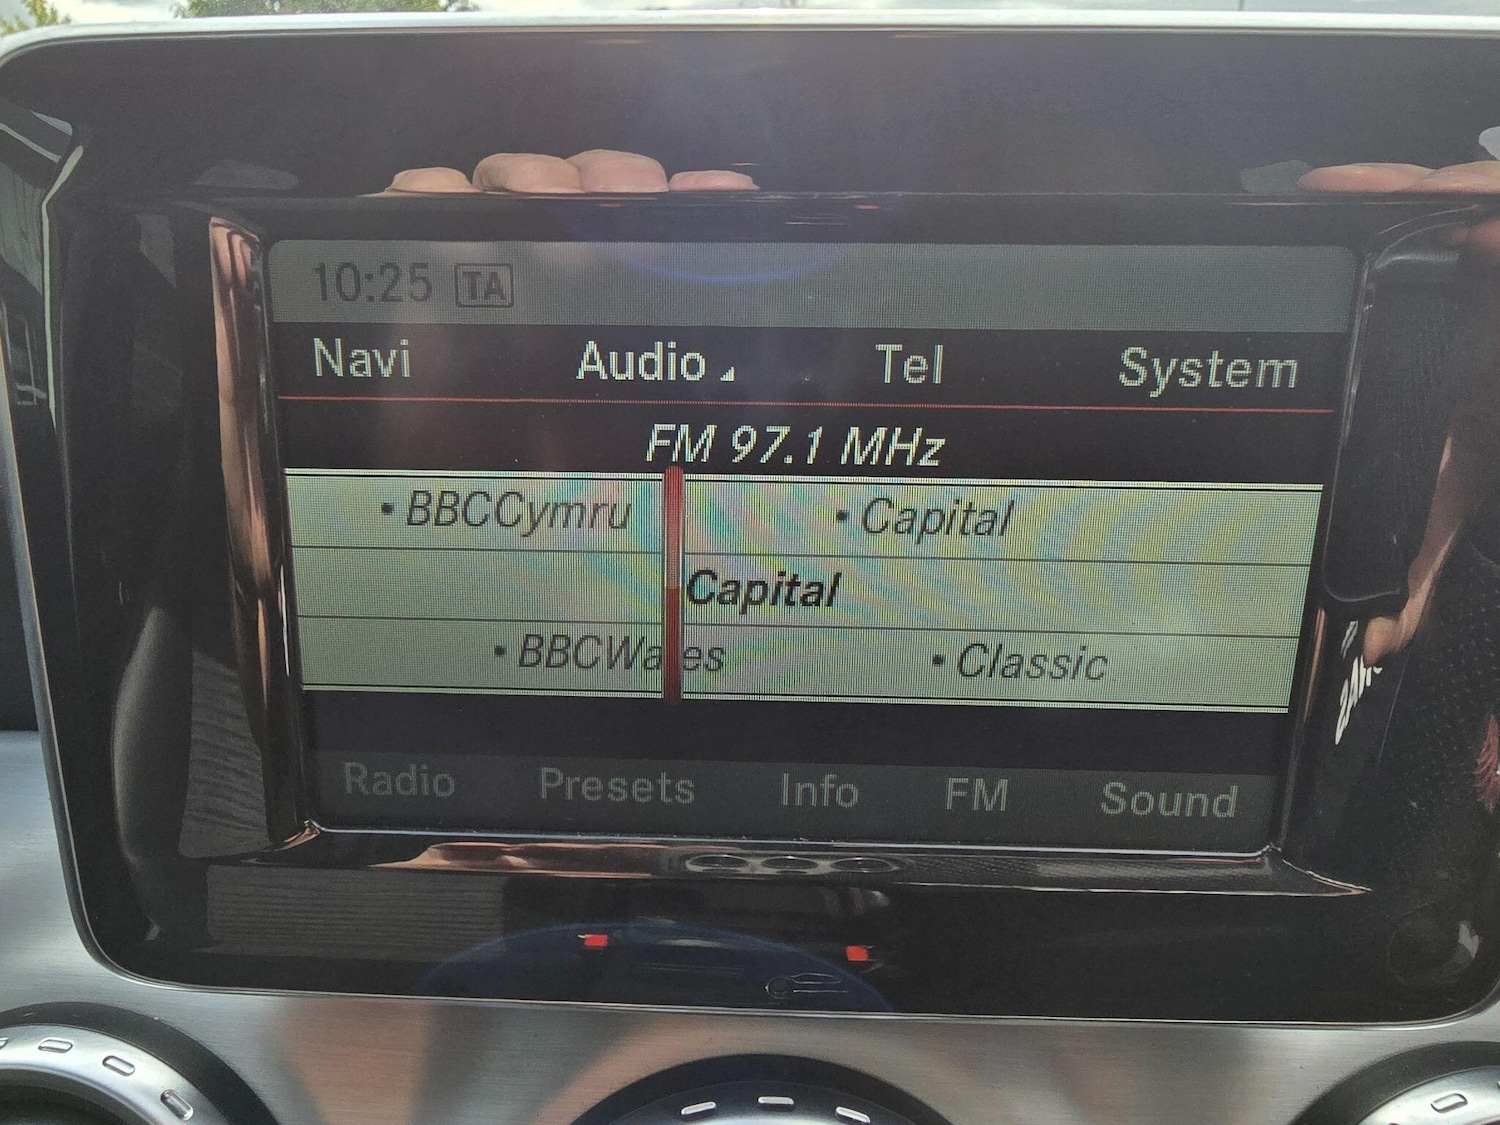 10:25 TA
Navi Audio Tel System
FM 97.1 MHz
• BBCCymru • Capital
Capital
• BBCWales • Classic
Radio Presets Info FM Sound